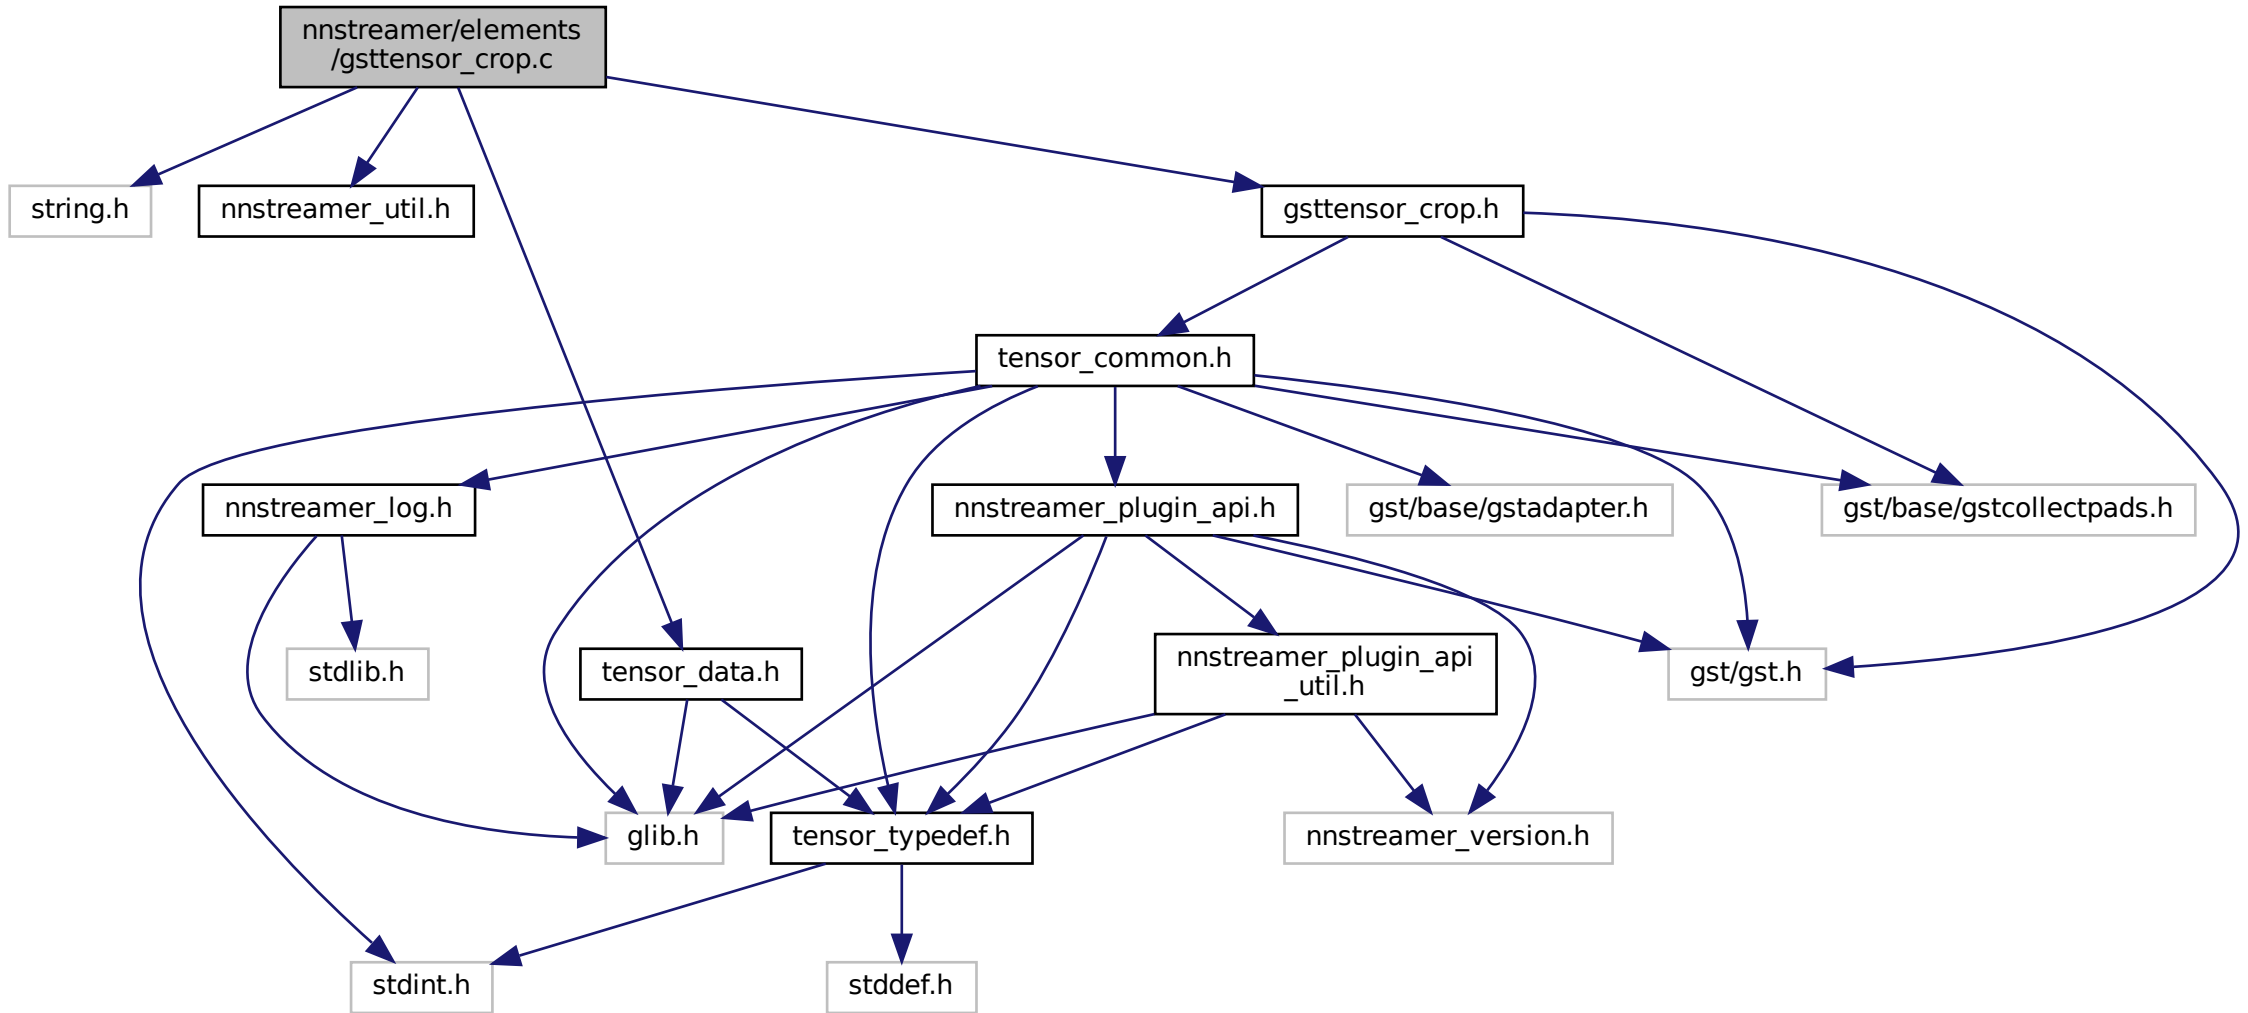 nnstreamer/elements
/gsttensor_crop.c
string.h
nnstreamer_util.h
gsttensor_crop.h
tensor_common.h
nnstreamer_log.h
nnstreamer_plugin_api.h
gst/base/gstadapter.h
gst/base/gstcollectpads.h
stdlib.h
tensor_data.h
nnstreamer_plugin_api
_util.h
gst/gst.h
glib.h
tensor_typedef.h
nnstreamer_version.h
stdint.h
stddef.h